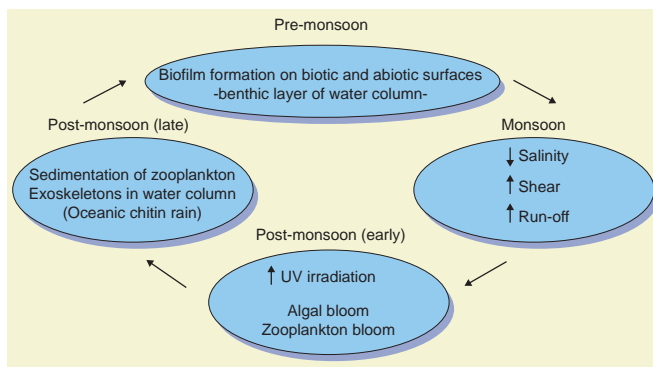 Pre-monsoon
Biofilm formation on biotic and abiotic surfaces
-benthic layer of water column-
Monsoon
↓ Salinity
↑ Shear
↑ Run-off
Post-monsoon (early)
↑ UV irradiation
Algal bloom
Zooplankton bloom
Post-monsoon (late)
Sedimentation of zooplankton
Exoskeletons in water column
(Oceanic chitin rain)